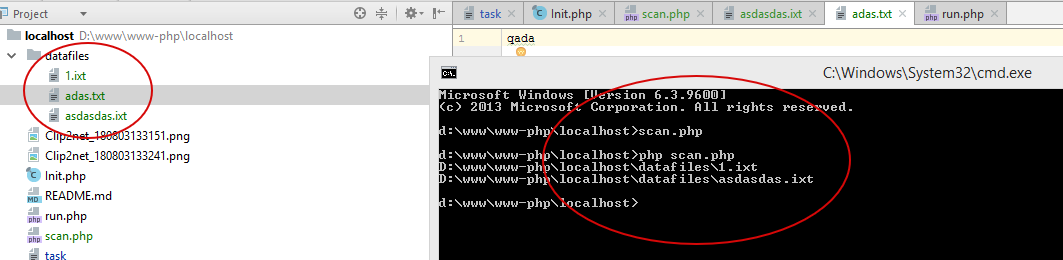 Project
task
Init.php
scan.php
asdasdas.ixt
adas.txt
run.php
localhost D:\www\www-php\localhost
datafiles
1.ixt
adas.txt
asdasdas.ixt
Clip2net_180803133151.png
Clip2net_180803133241.png
Init.php
README.md
run.php
scan.php
task
1
qada
C:\Windows\System32\cmd.exe
Microsoft Windows [Version 6.3.9600]
(c) 2013 Microsoft Corporation. All rights reserved.
d:\www\www-php\localhost>scan.php
d:\www\www-php\localhost>php scan.php
D:\www\www-php\localhost\datafiles\1.ixt
D:\www\www-php\localhost\datafiles\asdasdas.ixt
d:\www\www-php\localhost>